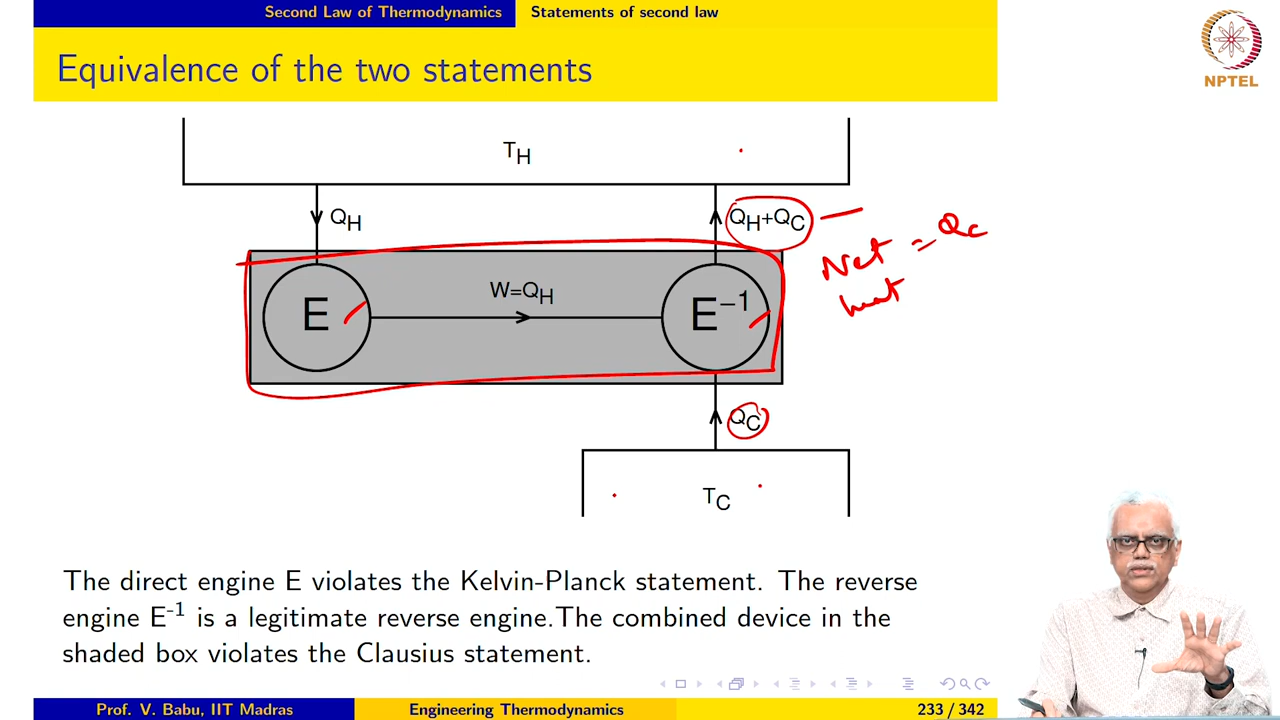 Second Law of Thermodynamics Statements of second law
NPTEL
Equivalence of the two statements
T_H
Q_H
Q_H+Q_C
Net = Q_C
heat
E
W=Q_H
E^-1
Q_C
T_C
The direct engine E violates the Kelvin-Planck statement. The reverse
engine E^-1 is a legitimate reverse engine.The combined device in the
shaded box violates the Clausius statement.
Prof. V. Babu, IIT Madras Engineering Thermodynamics 233 / 342